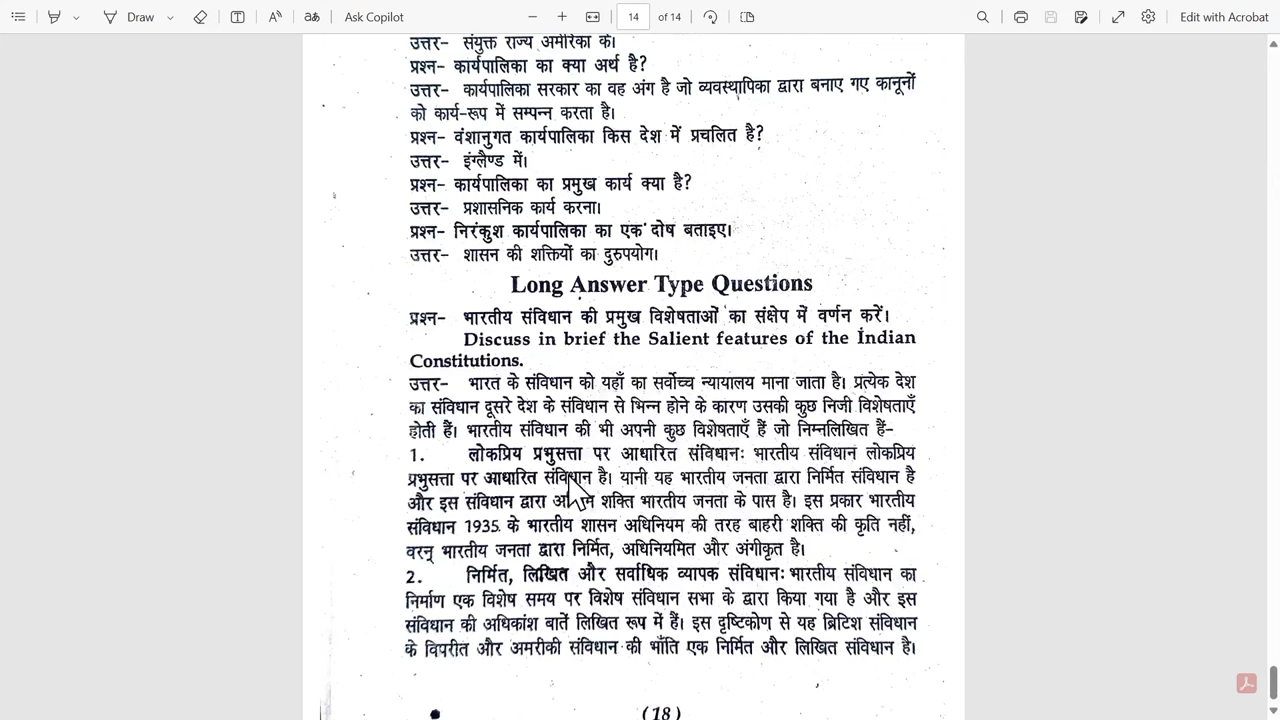 Draw
Ask Copilot
14 of 14
Edit with Acrobat
उत्तर- संयुक्त राज्य अमेरिका के।
प्रश्न- कार्यपालिका का क्या अर्थ है?
उत्तर- कार्यपालिका सरकार का वह अंग है जो व्यवस्थापिका द्वारा बनाए गए कानूनों
को कार्य-रूप में सम्पन्न करता है।
प्रश्न- वंशानुगत कार्यपालिका किस देश में प्रचलित है?
उत्तर- इंग्लैण्ड में।
प्रश्न- कार्यपालिका का प्रमुख कार्य क्या है?
उत्तर- प्रशासनिक कार्य करना।
प्रश्न- निरंकुश कार्यपालिका का एक दोष बताइए।
उत्तर- शासन की शक्तियों का दुरुपयोग।
Long Answer Type Questions
प्रश्न- भारतीय संविधान की प्रमुख विशेषताओं का संक्षेप में वर्णन करें।
Discuss in brief the Salient features of the Indian
Constitutions.
उत्तर- भारत के संविधान को यहाँ का सर्वोच्च न्यायालय माना जाता है। प्रत्येक देश
का संविधान दूसरे देश के संविधान से भिन्न होने के कारण उसकी कुछ निजी विशेषताएँ
होती हैं। भारतीय संविधान की भी अपनी कुछ विशेषताएँ हैं जो निम्नलिखित हैं-
1. लोकप्रिय प्रभुसत्ता पर आधारित संविधानः भारतीय संविधान लोकप्रिय
प्रभुसत्ता पर आधारित संविधान है। यानी यह भारतीय जनता द्वारा निर्मित संविधान है
और इस संविधान द्वारा शक्ति भारतीय जनता के पास है। इस प्रकार भारतीय
संविधान 1935 के भारतीय शासन अधिनियम की तरह बाहरी शक्ति की कृति नहीं,
वरन् भारतीय जनता द्वारा निर्मित, अधिनियमित और अंगीकृत है।
2. निर्मित, लिखित और सर्वाधिक व्यापक संविधानः भारतीय संविधान का
निर्माण एक विशेष समय पर विशेष संविधान सभा के द्वारा किया गया है और इस
संविधान की अधिकांश बातें लिखित रूप में हैं। इस दृष्टिकोण से यह ब्रिटिश संविधान
के विपरीत और अमरीकी संविधान की भाँति एक निर्मित और लिखित संविधान है।
(18)